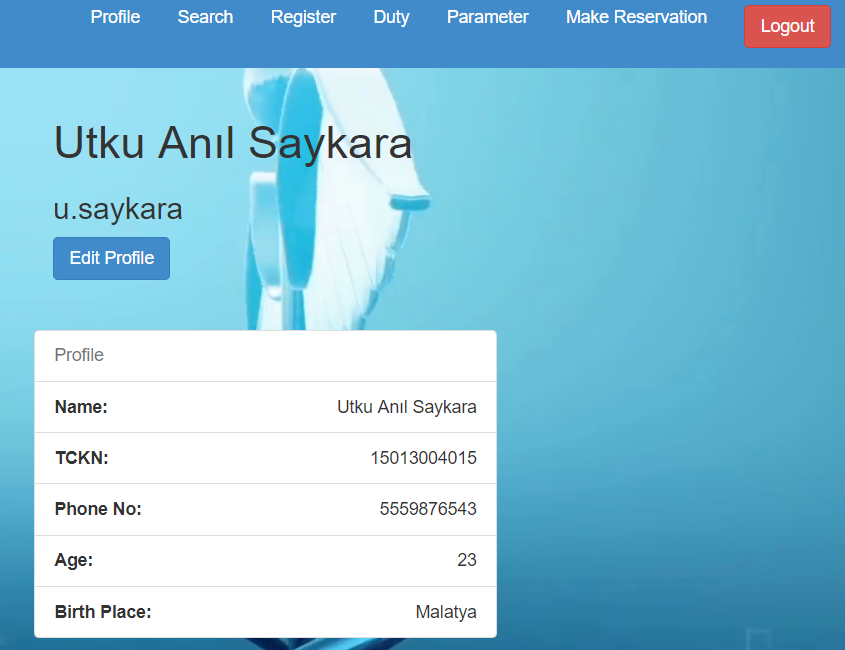 Profile Search Register Duty Parameter Make Reservation Logout
Utku Anıl Saykara
u.saykara
Edit Profile
Profile
Name: Utku Anıl Saykara
TCKN: 15013004015
Phone No: 5559876543
Age: 23
Birth Place: Malatya